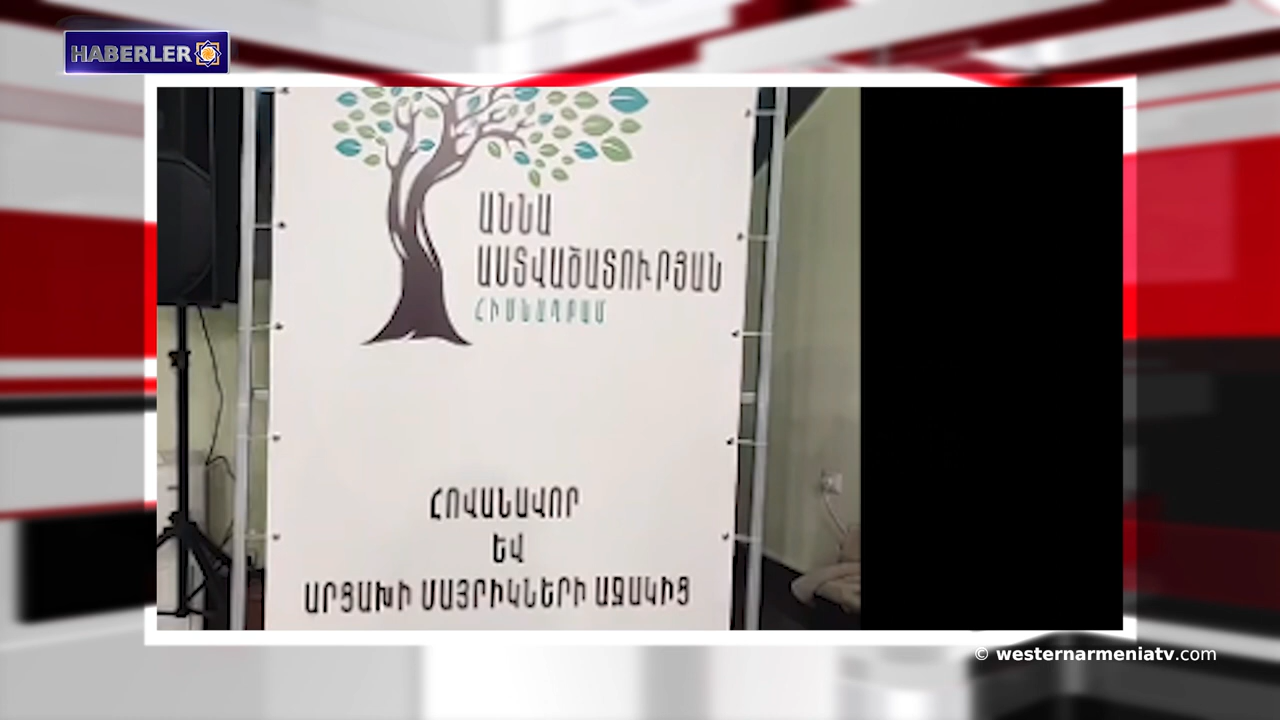 HABERLER
ԱՆՆԱ
ԱՍՏՎԱԾԱՏՈՒՐՅԱՆ
ՀԻՄՆԱԴՐԱՄ
ՀՈՎԱՆԱՎՈՐ
ԵՎ
ԱՐՑԱԽԻ ՄԱՅՐԻԿՆԵՐԻ ԱՋԱԿԻՑ
© westernarmeniatv.com